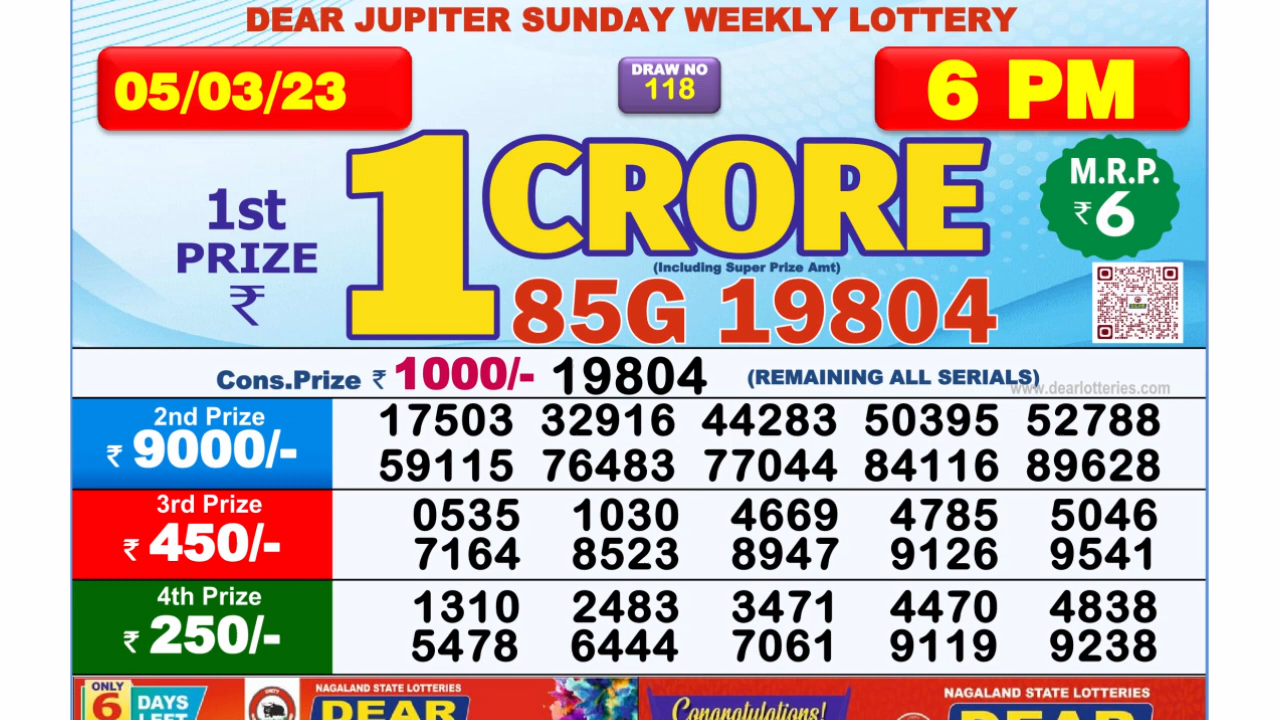 DEAR JUPITER SUNDAY WEEKLY LOTTERY
05/03/23
DRAW NO
118
6 PM
1st
PRIZE
₹
1 CRORE
(Including Super Prize Amt)
85G 19804
M.R.P.
₹6
Cons.Prize ₹ 1000/- 19804 (REMAINING ALL SERIALS)
www.dearlotteries.com
2nd Prize
₹ 9000/-
17503 32916 44283 50395 52788
59115 76483 77044 84116 89628
3rd Prize
₹ 450/-
0535 1030 4669 4785 5046
7164 8523 8947 9126 9541
4th Prize
₹ 250/-
1310 2483 3471 4470 4838
5478 6444 7061 9119 9238
ONLY
6 DAYS
LEFT
NAGALAND STATE LOTTERIES
DEAR
Congratulations!
NAGALAND STATE LOTTERIES
DEAR